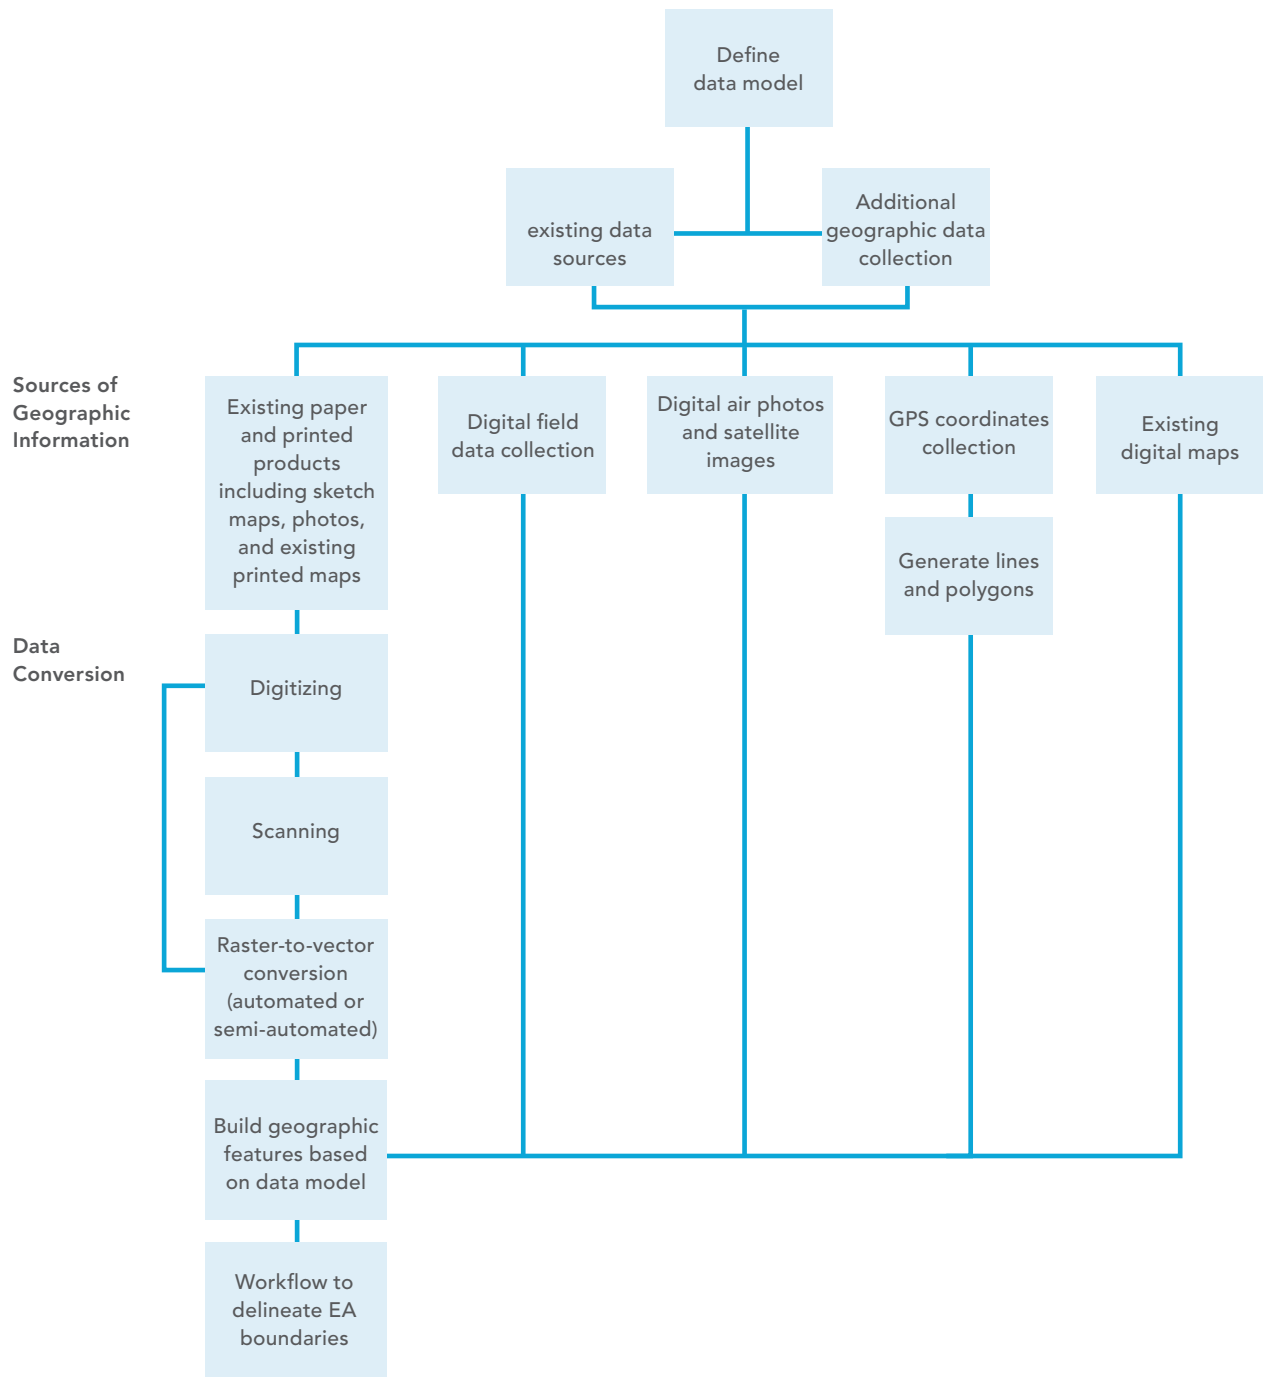 Define
data model
existing data
sources
Additional
geographic data
collection
Sources of
Geographic
Information
Existing paper
and printed
products
including sketch
maps, photos,
and existing
printed maps
Digital field
data collection
Digital air photos
and satellite
images
GPS coordinates
collection
Existing
digital maps
Generate lines
and polygons
Data
Conversion
Digitizing
Scanning
Raster-to-vector
conversion
(automated or
semi-automated)
Build geographic
features based
on data model
Workflow to
delineate EA
boundaries